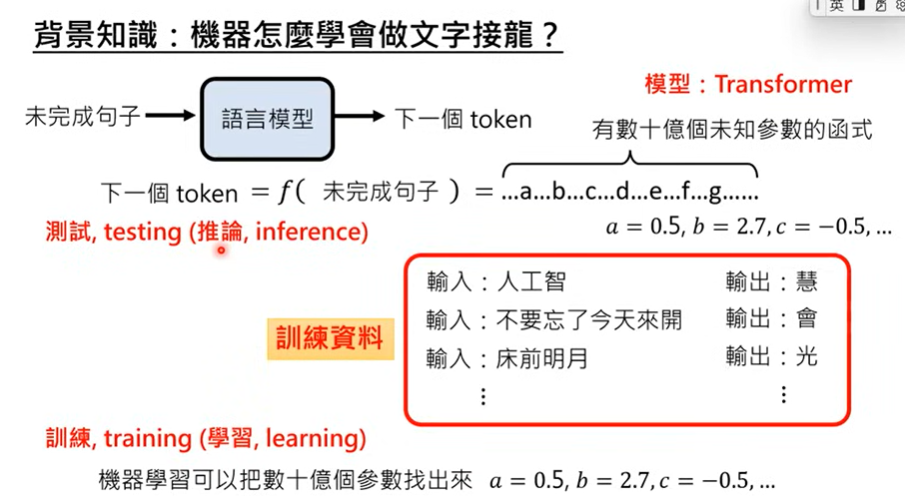 英
背景知識：機器怎麼學會做文字接龍？
模型：Transformer
未完成句子 語言模型 下一個 token
有數十億個未知參數的函式
下一個 token = f( 未完成句子 ) = …a…b…c…d…e…f…g……
測試, testing (推論, inference)
a = 0.5, b = 2.7, c = −0.5, …
輸入：人工智 輸出：慧
輸入：不要忘了今天來開 輸出：會
訓練資料
輸入：床前明月 輸出：光
⋮ ⋮
訓練, training (學習, learning)
機器學習可以把數十億個參數找出來 a = 0.5, b = 2.7, c = −0.5, …